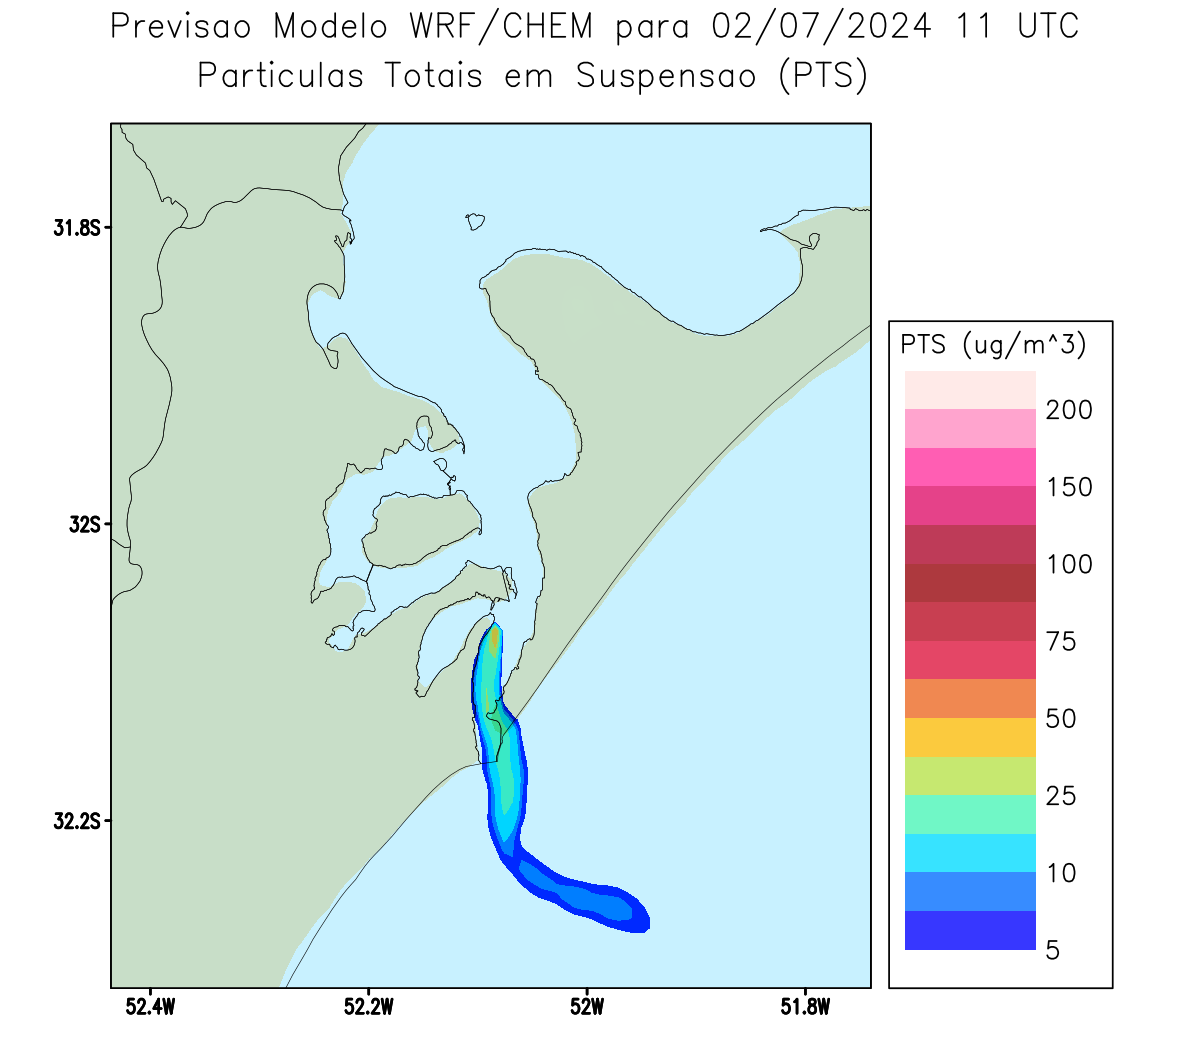 Previsao Modelo WRF/CHEM para 02/07/2024 11 UTC
Particulas Totais em Suspensao (PTS)
31.8S
32S
32.2S
52.4W
52.2W
52W
51.8W
PTS (ug/m^3)
200
150
100
75
50
25
10
5